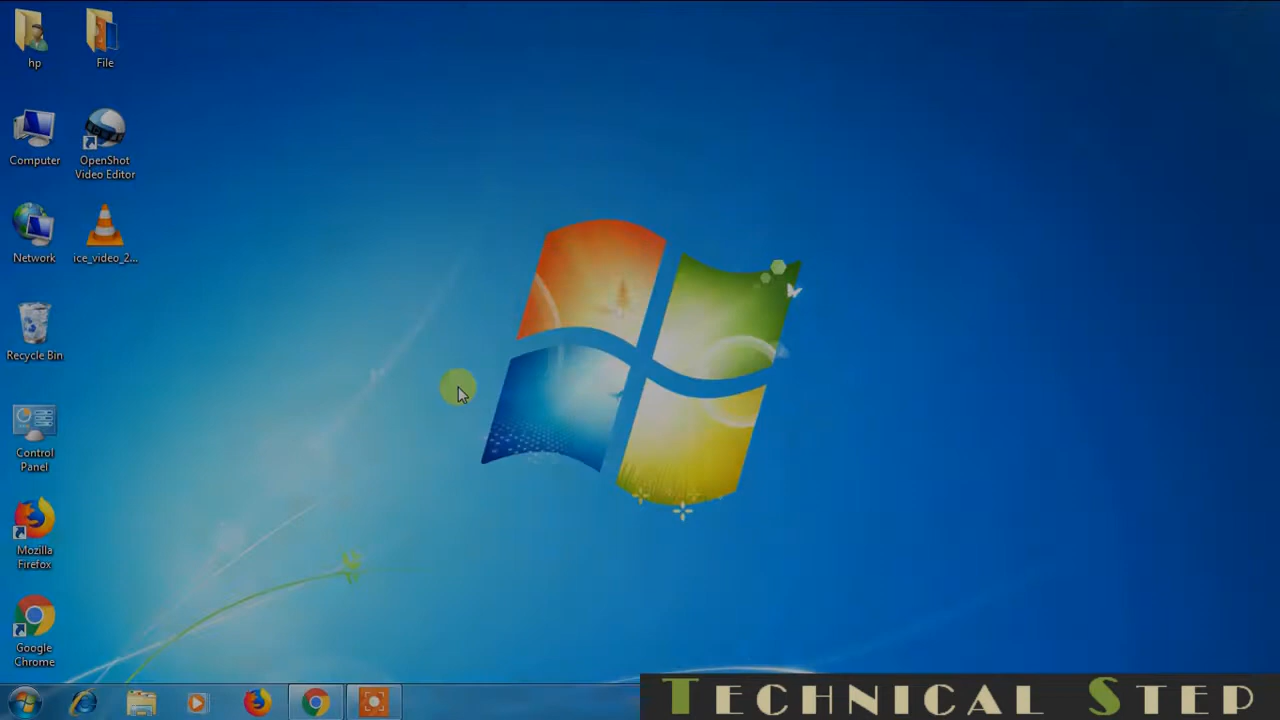 hp
File
Computer
OpenShot
Video Editor
Network
ice_video_2...
Recycle Bin
Control
Panel
Mozilla
Firefox
Google
Chrome
TECHNICAL STEP